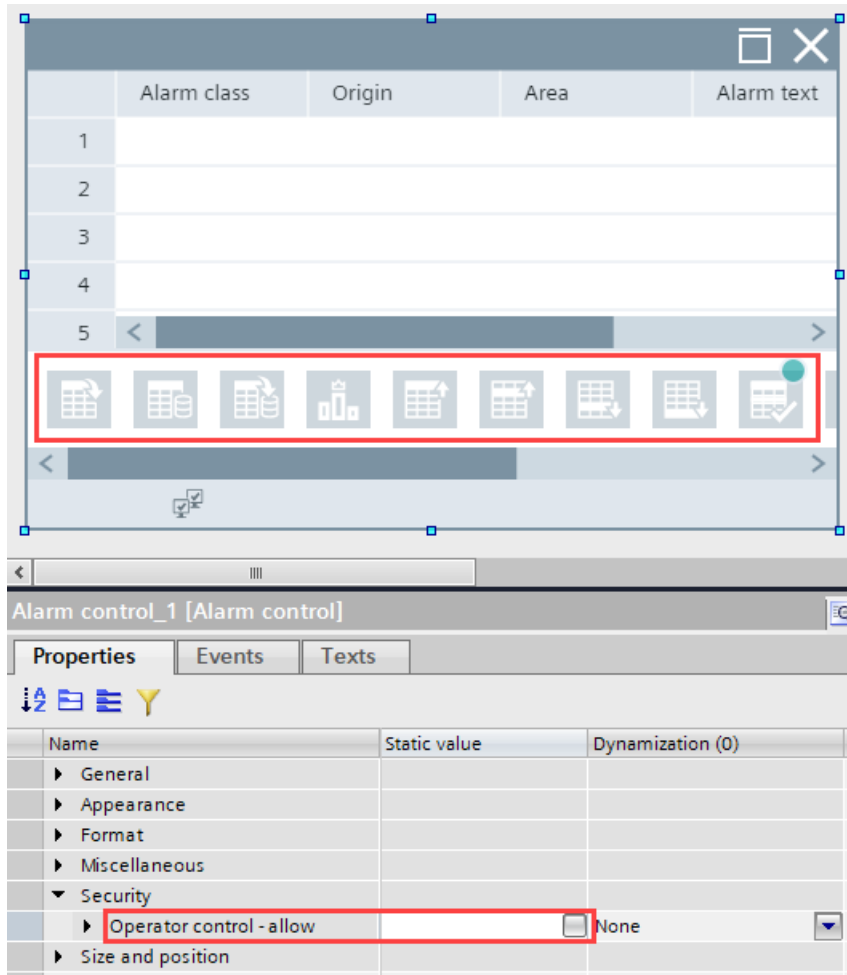 Alarm class Origin Area Alarm text
1
2
3
4
5
Alarm control_1 [Alarm control]
Properties Events Texts
Name Static value Dynamization (0)
General
Appearance
Format
Miscellaneous
Security
Operator control - allow None
Size and position